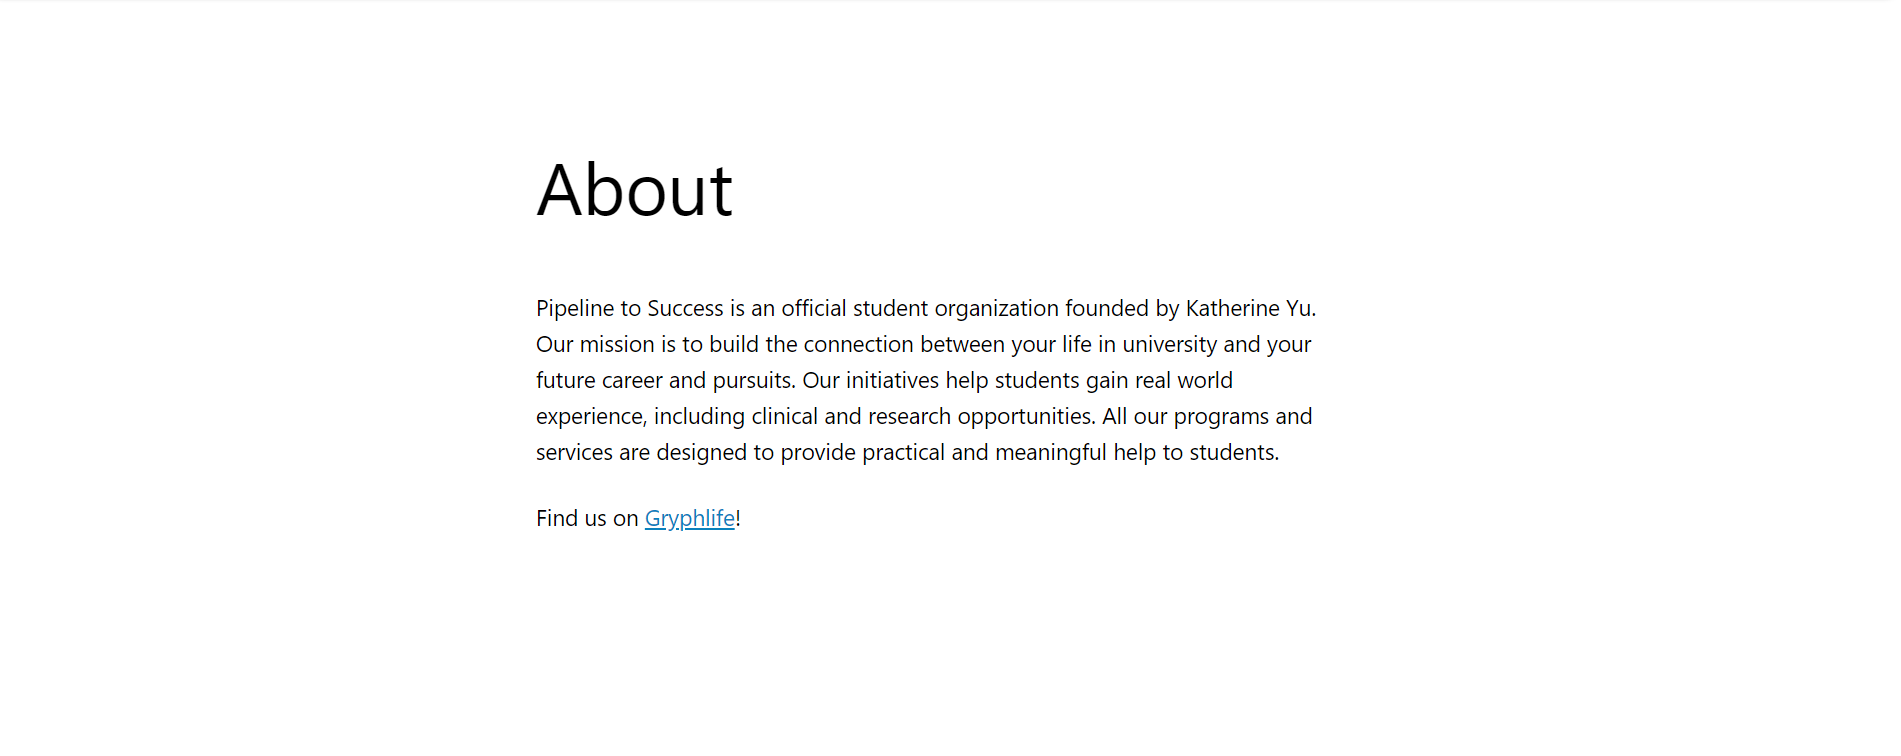 About
Pipeline to Success is an official student organization founded by Katherine Yu.
Our mission is to build the connection between your life in university and your
future career and pursuits. Our initiatives help students gain real world
experience, including clinical and research opportunities. All our programs and
services are designed to provide practical and meaningful help to students.
Find us on Gryphlife!